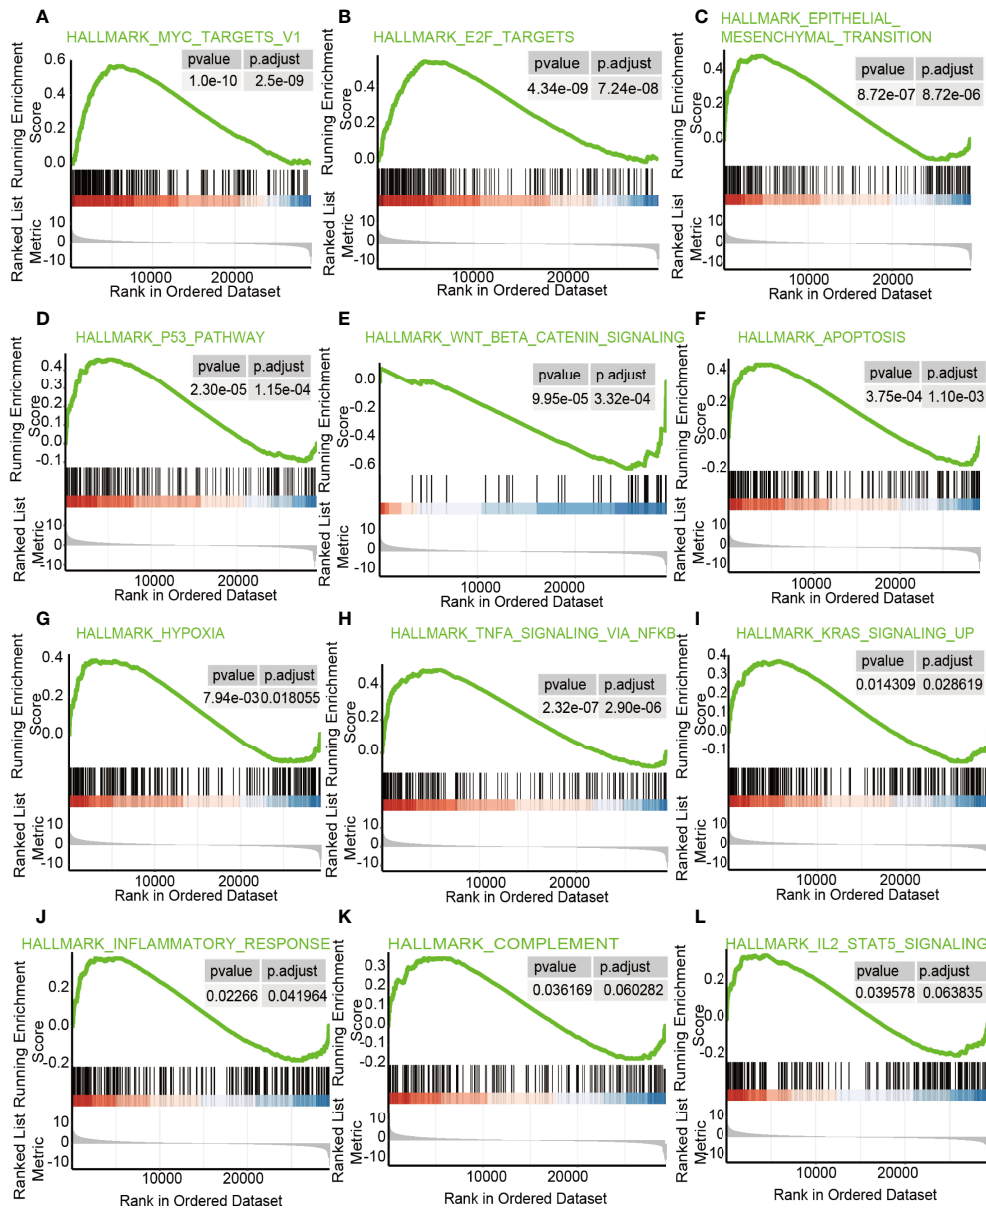 A
HALLMARK_MYC_TARGETS_V1
Running Enrichment
Score
0.6
0.4
0.2
0.0
pvalue p.adjust
1.0e-10 2.5e-09
Ranked List
Metric
10
0
-10
10000 20000
Rank in Ordered Dataset
B
HALLMARK_E2F_TARGETS
Running Enrichment
Score
0.4
0.2
0.0
pvalue p.adjust
4.34e-09 7.24e-08
Ranked List
Metric
10
0
-10
10000 20000
Rank in Ordered Dataset
C
HALLMARK_EPITHELIAL_
MESENCHYMAL_TRANSITION
Running Enrichment
Score
0.4
0.2
0.0
pvalue p.adjust
8.72e-07 8.72e-06
Ranked List
Metric
10
0
-10
10000 20000
Rank in Ordered Dataset
D
HALLMARK_P53_PATHWAY
Running Enrichment
Score
0.4
0.3
0.2
0.1
0.0
-0.1
pvalue p.adjust
2.30e-05 1.15e-04
Ranked List
Metric
10
0
-10
10000 20000
Rank in Ordered Dataset
E
HALLMARK_WNT_BETA_CATENIN_SIGNALING
Running Enrichment
Score
0.0
-0.2
-0.4
-0.6
pvalue p.adjust
9.95e-05 3.32e-04
Ranked List
Metric
10
0
-10
10000 20000
Rank in Ordered Dataset
F
HALLMARK_APOPTOSIS
Running Enrichment
Score
0.4
0.2
0.0
-0.2
pvalue p.adjust
3.75e-04 1.10e-03
Ranked List
Metric
10
0
-10
10000 20000
Rank in Ordered Dataset
G
HALLMARK_HYPOXIA
Running Enrichment
Score
0.4
0.2
0.0
pvalue p.adjust
7.94e-03 0.018055
Ranked List
Metric
10
0
-10
10000 20000
Rank in Ordered Dataset
H
HALLMARK_TNFA_SIGNALING_VIA_NFKB
Running Enrichment
Score
0.4
0.2
0.0
pvalue p.adjust
2.32e-07 2.90e-06
Ranked List
Metric
10
0
-10
10000 20000
Rank in Ordered Dataset
I
HALLMARK_KRAS_SIGNALING_UP
Running Enrichment
Score
0.4
0.3
0.2
0.1
0.0
-0.1
pvalue p.adjust
0.014309 0.028619
Ranked List
Metric
10
0
-10
10000 20000
Rank in Ordered Dataset
J
HALLMARK_INFLAMMATORY_RESPONSE
Running Enrichment
Score
0.2
0.0
-0.2
pvalue p.adjust
0.02266 0.041964
Ranked List
Metric
10
0
-10
10000 20000
Rank in Ordered Dataset
K
HALLMARK_COMPLEMENT
Running Enrichment
Score
0.3
0.2
0.1
0.0
-0.1
-0.2
pvalue p.adjust
0.036169 0.060282
Ranked List
Metric
10
0
-10
10000 20000
Rank in Ordered Dataset
L
HALLMARK_IL2_STAT5_SIGNALING
Running Enrichment
Score
0.2
0.0
-0.2
pvalue p.adjust
0.039578 0.063835
Ranked List
Metric
10
0
-10
10000 20000
Rank in Ordered Dataset